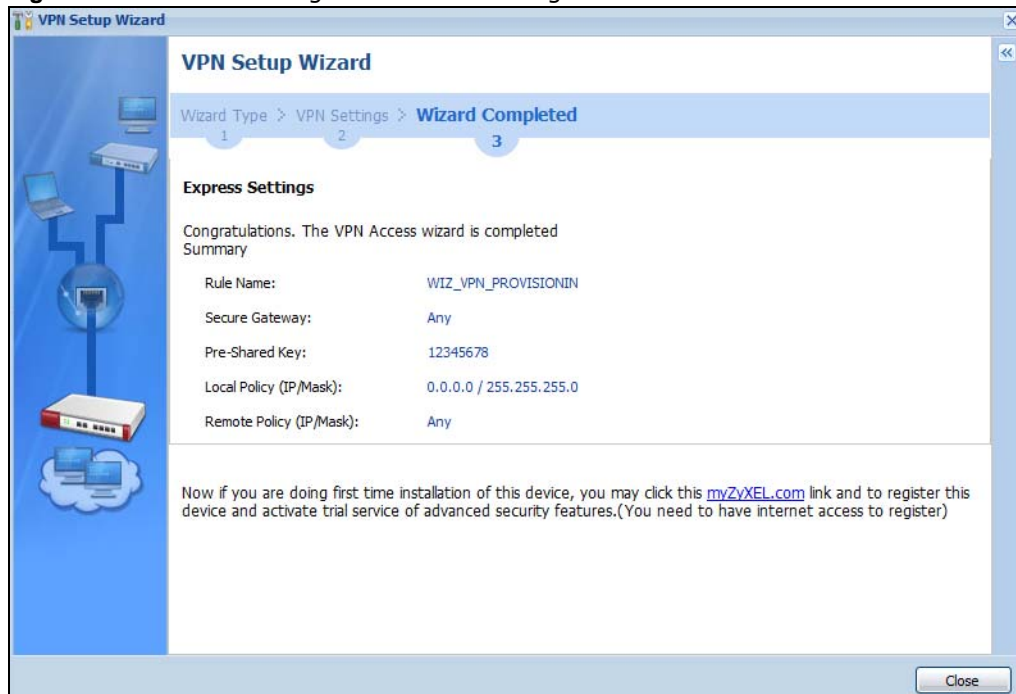 VPN Setup Wizard
VPN Setup Wizard
Wizard Type > VPN Settings > Wizard Completed
1 2 3
Express Settings
Congratulations. The VPN Access wizard is completed
Summary
Rule Name: WIZ_VPN_PROVISIONIN
Secure Gateway: Any
Pre-Shared Key: 12345678
Local Policy (IP/Mask): 0.0.0.0 / 255.255.255.0
Remote Policy (IP/Mask): Any
Now if you are doing first time installation of this device, you may click this myZyXEL.com link and to register this
device and activate trial service of advanced security features.(You need to have internet access to register)
Close